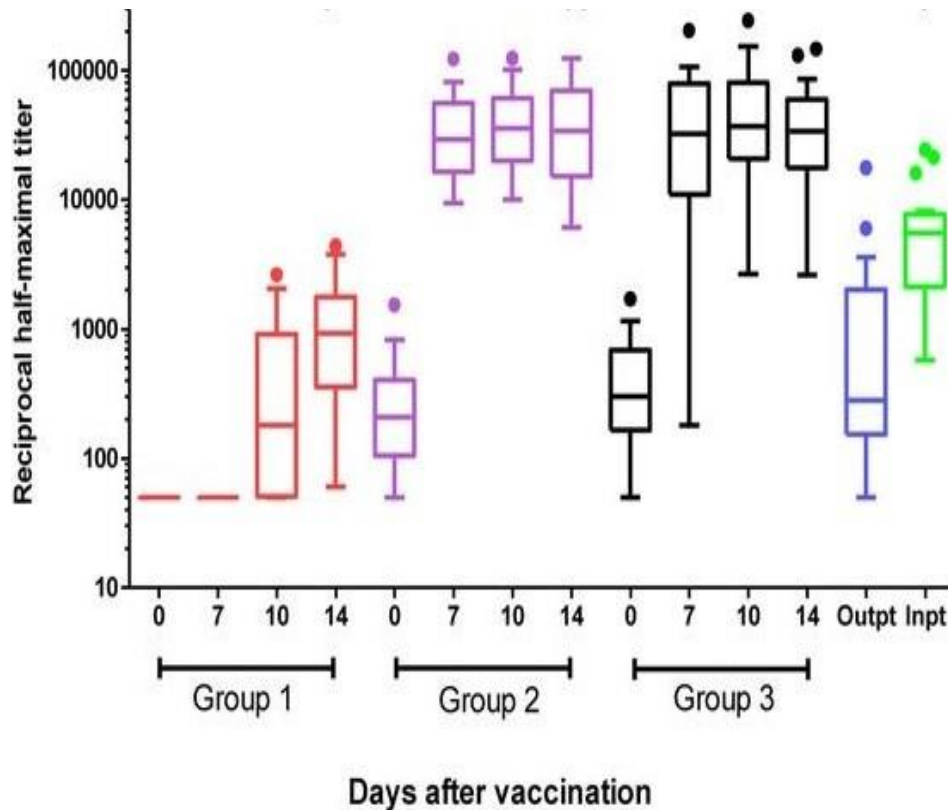 Reciprocal half-maximal titer
100000
10000
1000
100
10
0 7 10 14 0 7 10 14 0 7 10 14 Outpt Inpt
Group 1 Group 2 Group 3
Days after vaccination